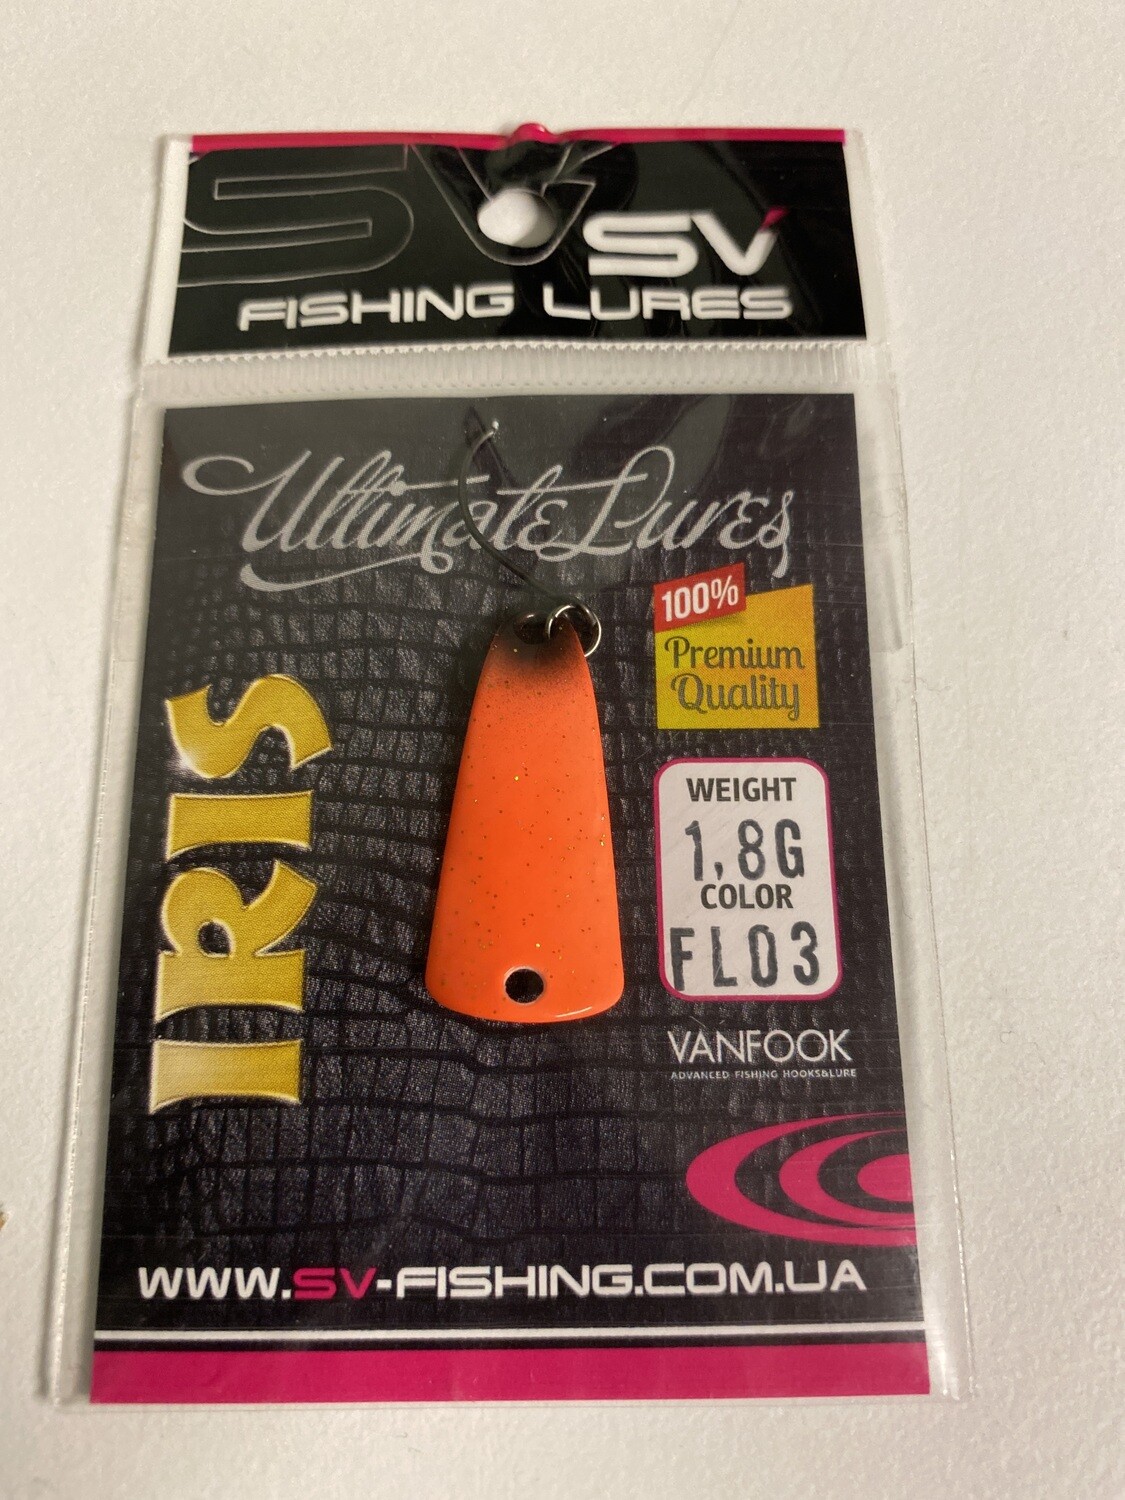 SV
SV
FISHING LURES
Ultimate Lures
100%
Premium
Quality
IRIS
WEIGHT
1,8G
COLOR
FL03
VANFOOK
ADVANCED FISHING HOOKS&LURE
WWW.SV-FISHING.COM.UA